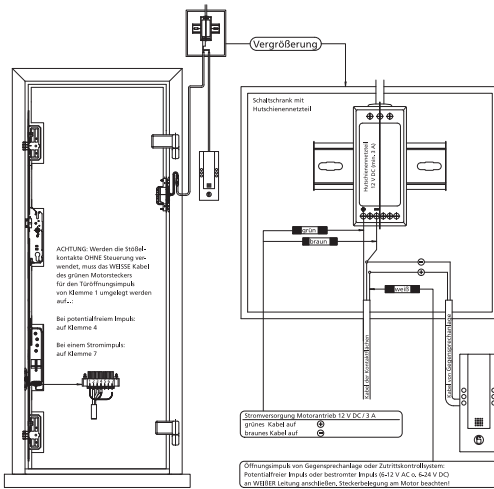 Vergrößerung
Schaltschrank mit
Hutschienennetzteil
Hutschienennetzteil
12 V DC (min. 3 A)
grün
braun
weiß
Kabel der Kontaktflächen
Kabel von Gegensprechanlage
ACHTUNG: Werden die Stößel-
kontakte OHNE Steuerung ver-
wendet, muss das WEISSE Kabel
des grünen Motorsteckers
für den Türöffnungsimpuls
von Klemme 1 umgelegt werden
auf...:
Bei potentialfreiem Impuls:
auf Klemme 4
Bei einem Stromimpuls:
auf Klemme 7
Stromversorgung Motorantrieb 12 V DC / 3 A
grünes Kabel auf ⊕
braunes Kabel auf ⊖
Öffnungsimpuls von Gegensprechanlage oder Zutrittskontrollsystem:
Potentialfreier Impuls oder bestromter Impuls (6-12 V AC o. 6-24 V DC)
an WEIßER Leitung anschließen, Steckerbelegung am Motor beachten!